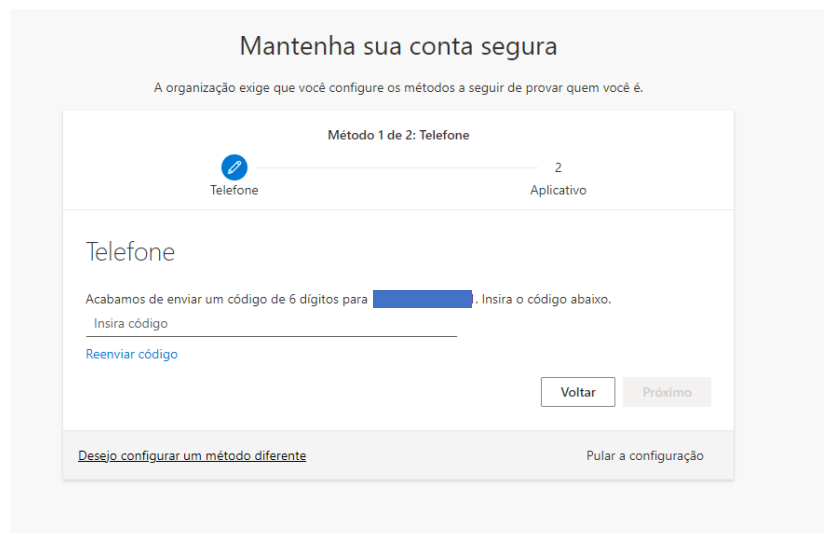 Mantenha sua conta segura
A organização exige que você configure os métodos a seguir de provar quem você é.
Método 1 de 2: Telefone
2
Telefone
Aplicativo
Telefone
Acabamos de enviar um código de 6 dígitos para . Insira o código abaixo.
Insira código
Reenviar código
Voltar
Próximo
Desejo configurar um método diferente
Pular a configuração